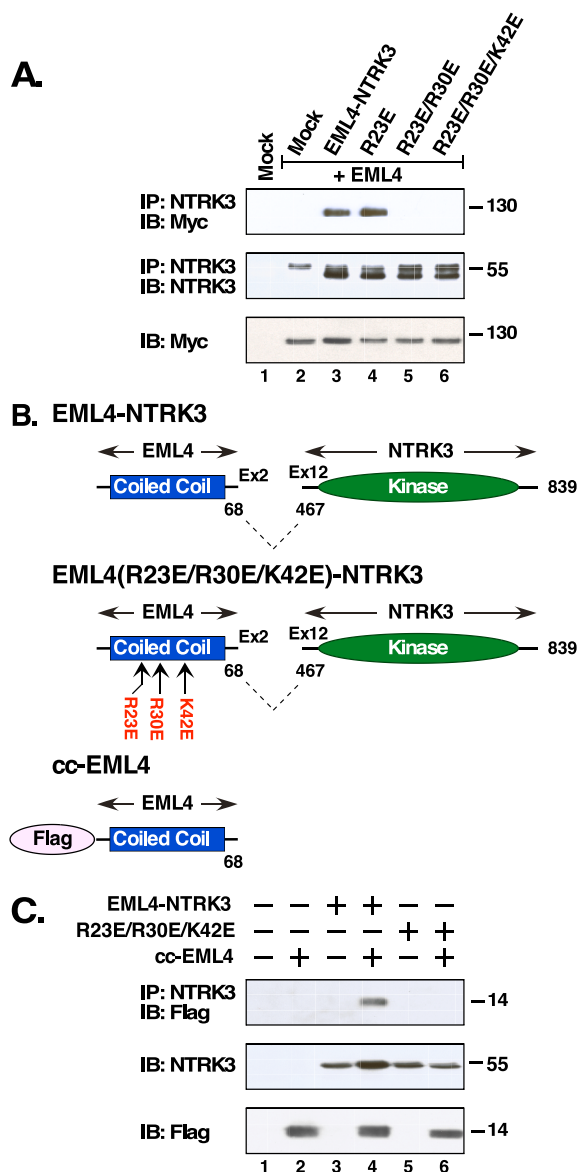 A.
Mock
Mock
EML4-NTRK3
R23E
R23E/R30E
R23E/R30E/K42E
+ EML4
IP: NTRK3
IB: Myc
130
IP: NTRK3
IB: NTRK3
55
IB: Myc
130
1 2 3 4 5 6
B. EML4-NTRK3
EML4 NTRK3
Coiled Coil Ex2 Ex12 Kinase 839
68 467
EML4(R23E/R30E/K42E)-NTRK3
EML4 NTRK3
Coiled Coil Ex2 Ex12 Kinase 839
68 467
R23E R30E K42E
cc-EML4
EML4
Flag Coiled Coil
68
C.
EML4-NTRK3 – – + + – –
R23E/R30E/K42E – – – – + +
cc-EML4 – + – + – +
IP: NTRK3
IB: Flag
14
IB: NTRK3
55
IB: Flag
14
1 2 3 4 5 6